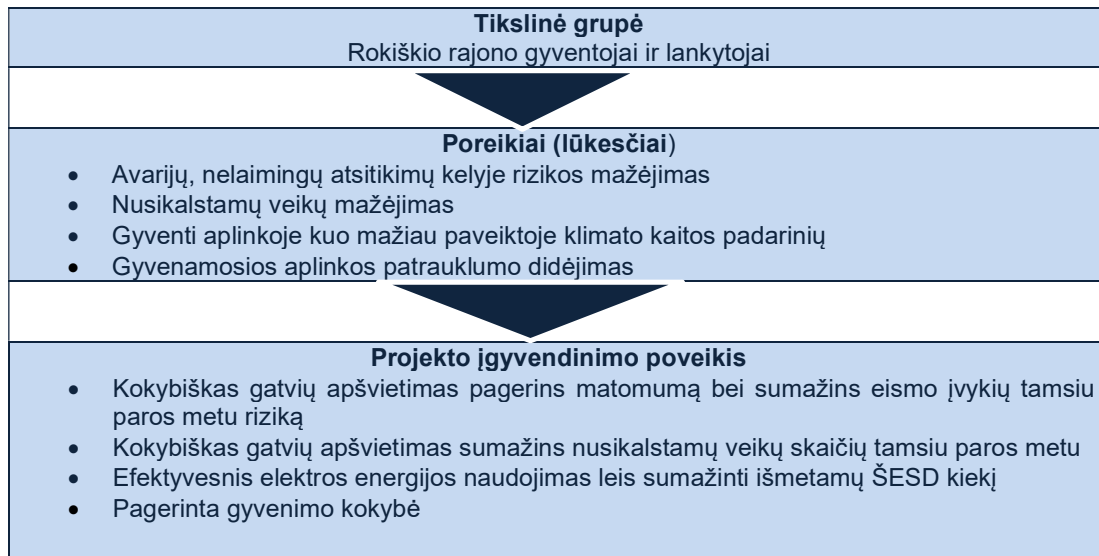 Tikslinė grupė
Rokiškio rajono gyventojai ir lankytojai
Poreikiai (lūkesčiai)
• Avarijų, nelaimingų atsitikimų kelyje rizikos mažėjimas
• Nusikalstamų veikų mažėjimas
• Gyventi aplinkoje kuo mažiau paveiktoje klimato kaitos padarinių
• Gyvenamosios aplinkos patrauklumo didėjimas
Projekto įgyvendinimo poveikis
• Kokybiškas gatvių apšvietimas pagerins matomumą bei sumažins eismo įvykių tamsiu
paros metu riziką
• Kokybiškas gatvių apšvietimas sumažins nusikalstamų veikų skaičių tamsiu paros metu
• Efektyvesnis elektros energijos naudojimas leis sumažinti išmetamų ŠESD kiekį
• Pagerinta gyvenimo kokybė